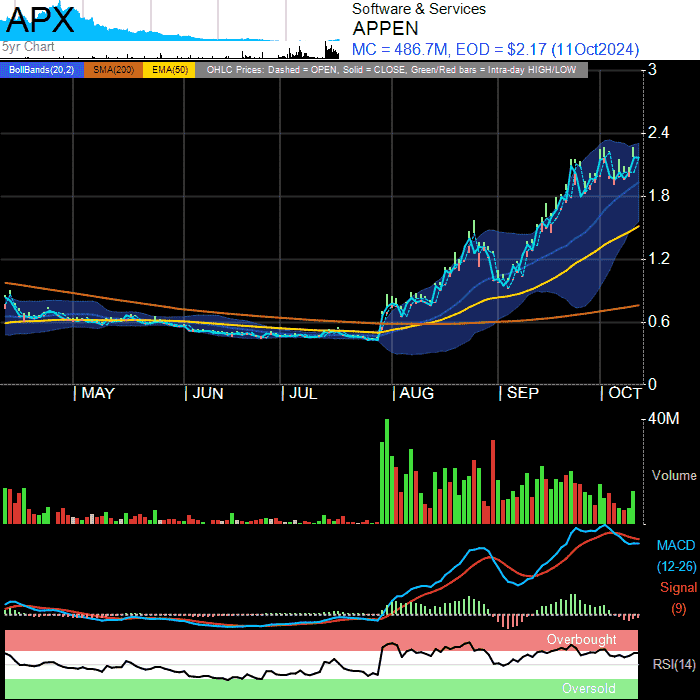 APX
5yr Chart
Software & Services
APPEN
MC = 486.7M, EOD = $2.17 (11Oct2024)
BollBands(20,2) SMA(200) EMA(50) OHLC Prices: Dashed = OPEN, Solid = CLOSE, Green/Red bars = Intra-day HIGH/LOW
3
2.4
1.8
1.2
0.6
0
MAY JUN JUL AUG SEP OCT
40M
Volume
MACD
(12-26)
Signal
(9)
Overbought
RSI(14)
Oversold